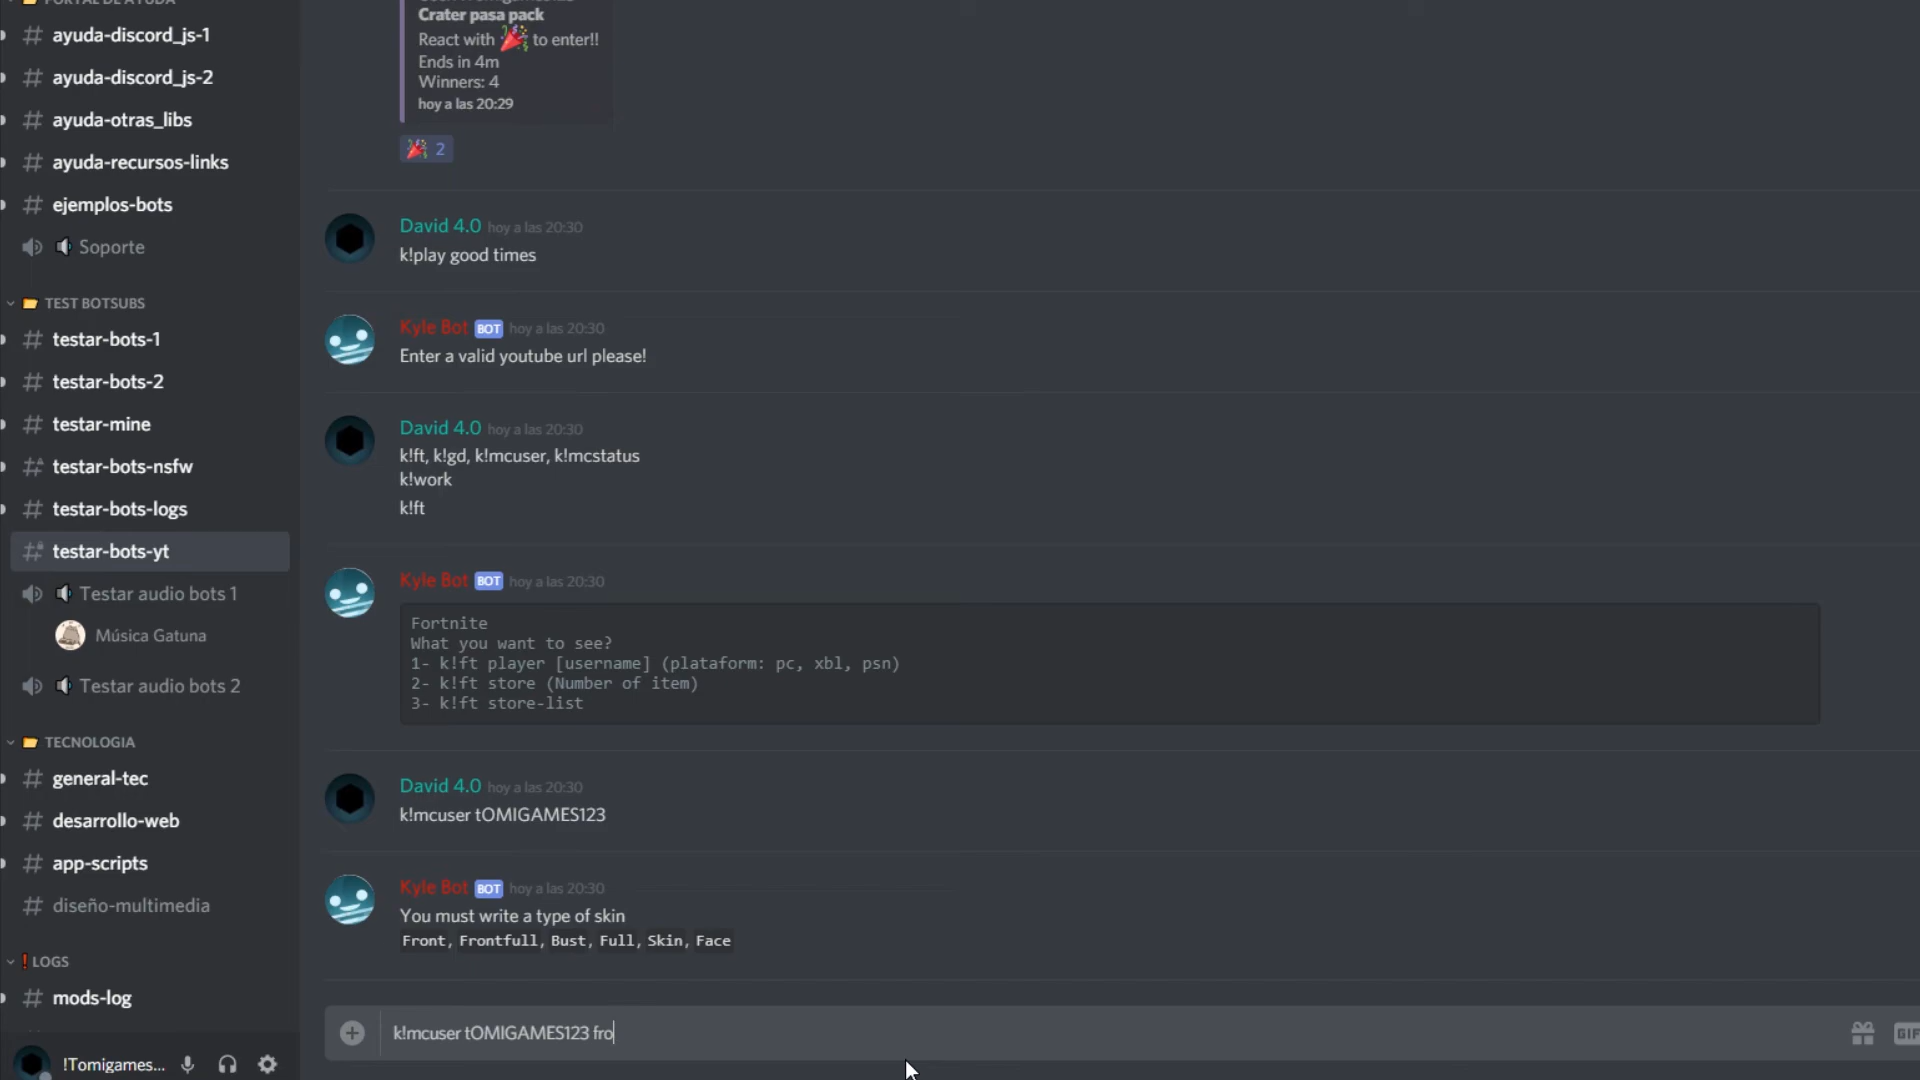 PORTAL DE AYUDA
ayuda-discord_js-1
ayuda-discord_js-2
ayuda-otras_libs
ayuda-recursos-links
ejemplos-bots
Soporte
TEST BOTSUBS
testar-bots-1
testar-bots-2
testar-mine
testar-bots-nsfw
testar-bots-logs
testar-bots-yt
Testar audio bots 1
Música Gatuna
Testar audio bots 2
TECNOLOGIA
general-tec
desarrollo-web
app-scripts
diseño-multimedia
LOGS
mods-log
!Tomigames...
Crater pasa pack
React with 🎉 to enter!!
Ends in 4m
Winners: 4
hoy a las 20:29
🎉 2
David 4.0 hoy a las 20:30
k!play good times
Kyle Bot BOT hoy a las 20:30
Enter a valid youtube url please!
David 4.0 hoy a las 20:30
k!ft, k!gd, k!mcuser, k!mcstatus
k!work
k!ft
Kyle Bot BOT hoy a las 20:30
Fortnite
What you want to see?
1- k!ft player [username] (plataform: pc, xbl, psn)
2- k!ft store (Number of item)
3- k!ft store-list
David 4.0 hoy a las 20:30
k!mcuser tOMIGAMES123
Kyle Bot BOT hoy a las 20:30
You must write a type of skin
Front, Frontfull, Bust, Full, Skin, Face
k!mcuser tOMIGAMES123 fro
GIF